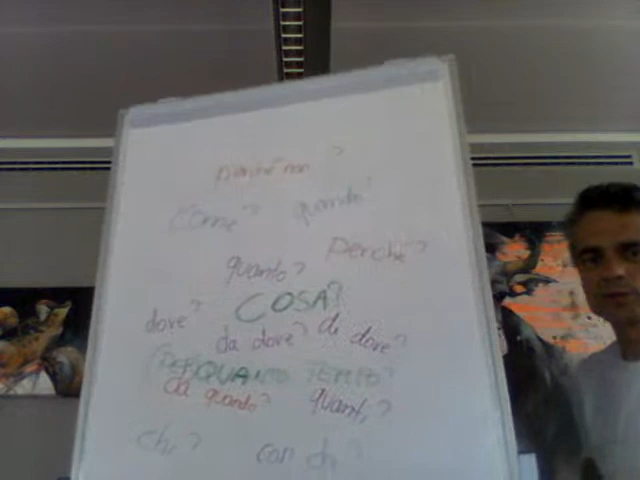 perché non ?
come? quando?
perché?
quanto?
COSA?
dove?
da dove? di dove?
PER QUANTO TEMPO?
da quanto? quanti?
chi?
con chi?